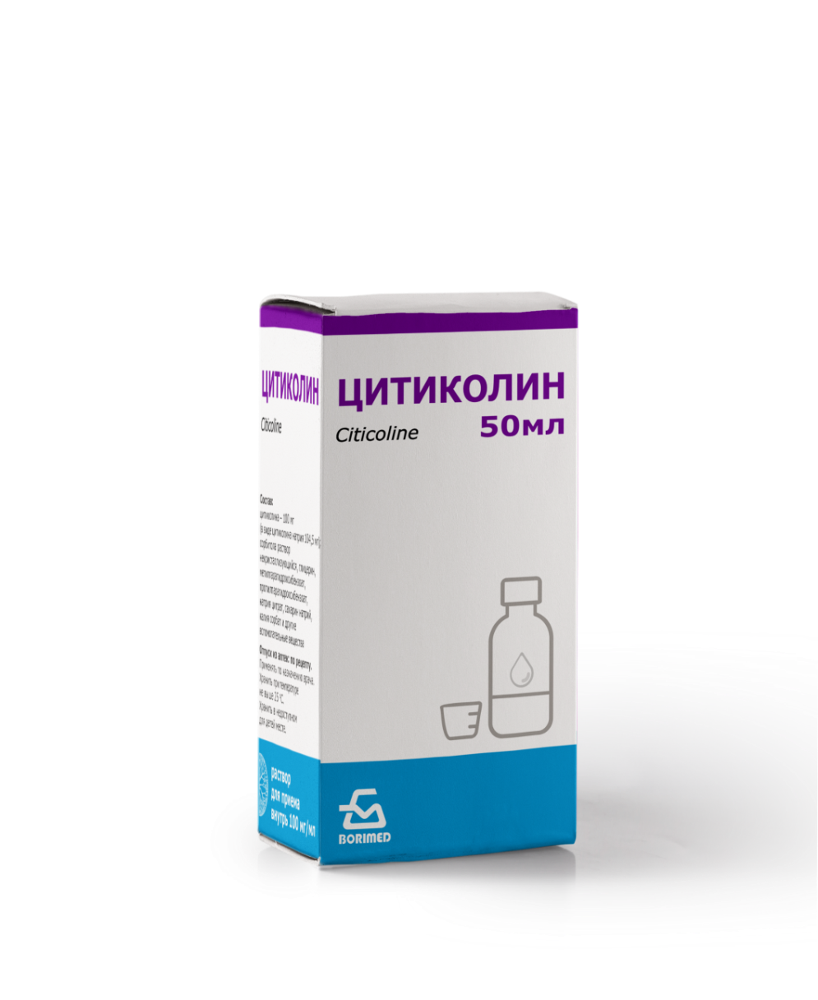 ЦИТИКОЛИН
Citicoline
50мл
BORIMED
ЦИТИКОЛИН
Citicoline
Состав:
цитиколина – 100 мг
(в виде цитиколина натрия 104,5 мг);
сорбитола раствор
некристаллизующийся, глицерин,
метилпарагидроксибензоат,
пропилпарагидроксибензоат,
натрия цитрат, сахарин натрий,
калия сорбат и другие
вспомогательные вещества
Отпуск из аптек: по рецепту.
Применять по назначению врача.
Хранить при температуре
не выше 25 °С.
Хранить в недоступном
для детей месте.
раствор
для приема
внутрь 100 мг/мл